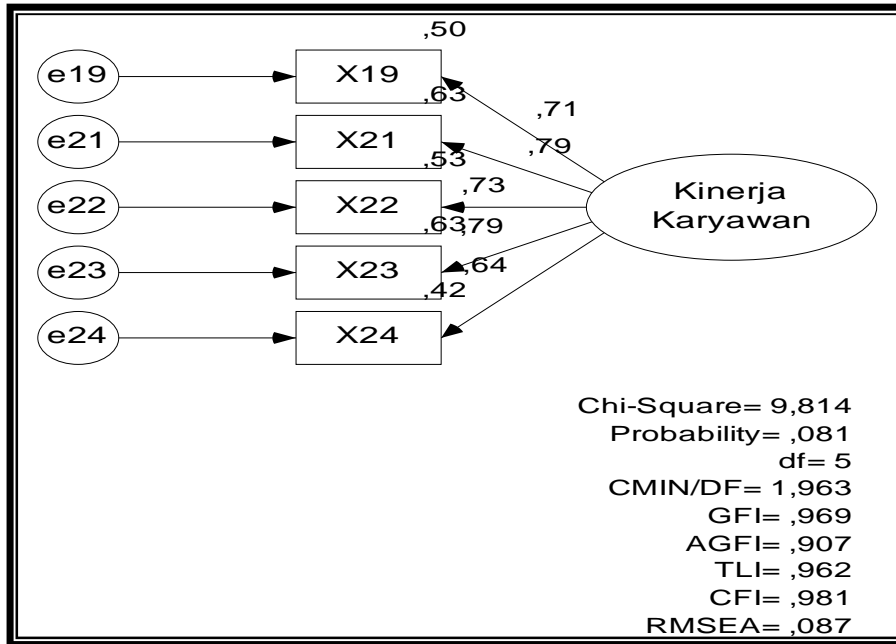 ,50
e19
X19
,63
,71
e21
X21
,79
,53
Kinerja
Karyawan
,73
e22
X22
,63
,79
e23
X23
,64
,42
e24
X24
Chi-Square= 9,814
Probability= ,081
df= 5
CMIN/DF= 1,963
GFI= ,969
AGFI= ,907
TLI= ,962
CFI= ,981
RMSEA= ,087